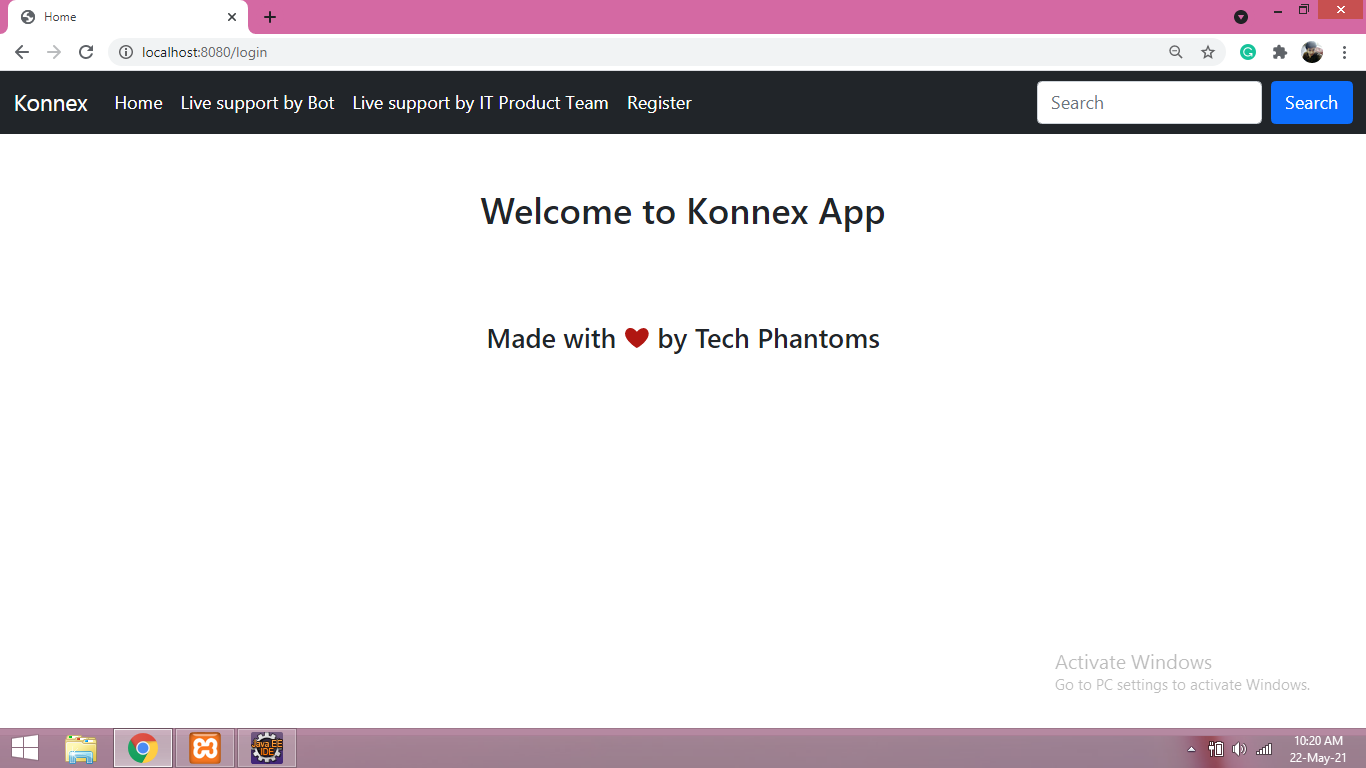 Home
localhost:8080/login
Konnex Home Live support by Bot Live support by IT Product Team Register Search Search
Welcome to Konnex App
Made with ❤ by Tech Phantoms
Activate Windows
Go to PC settings to activate Windows.
Java EE
IDE
10:20 AM
22-May-21